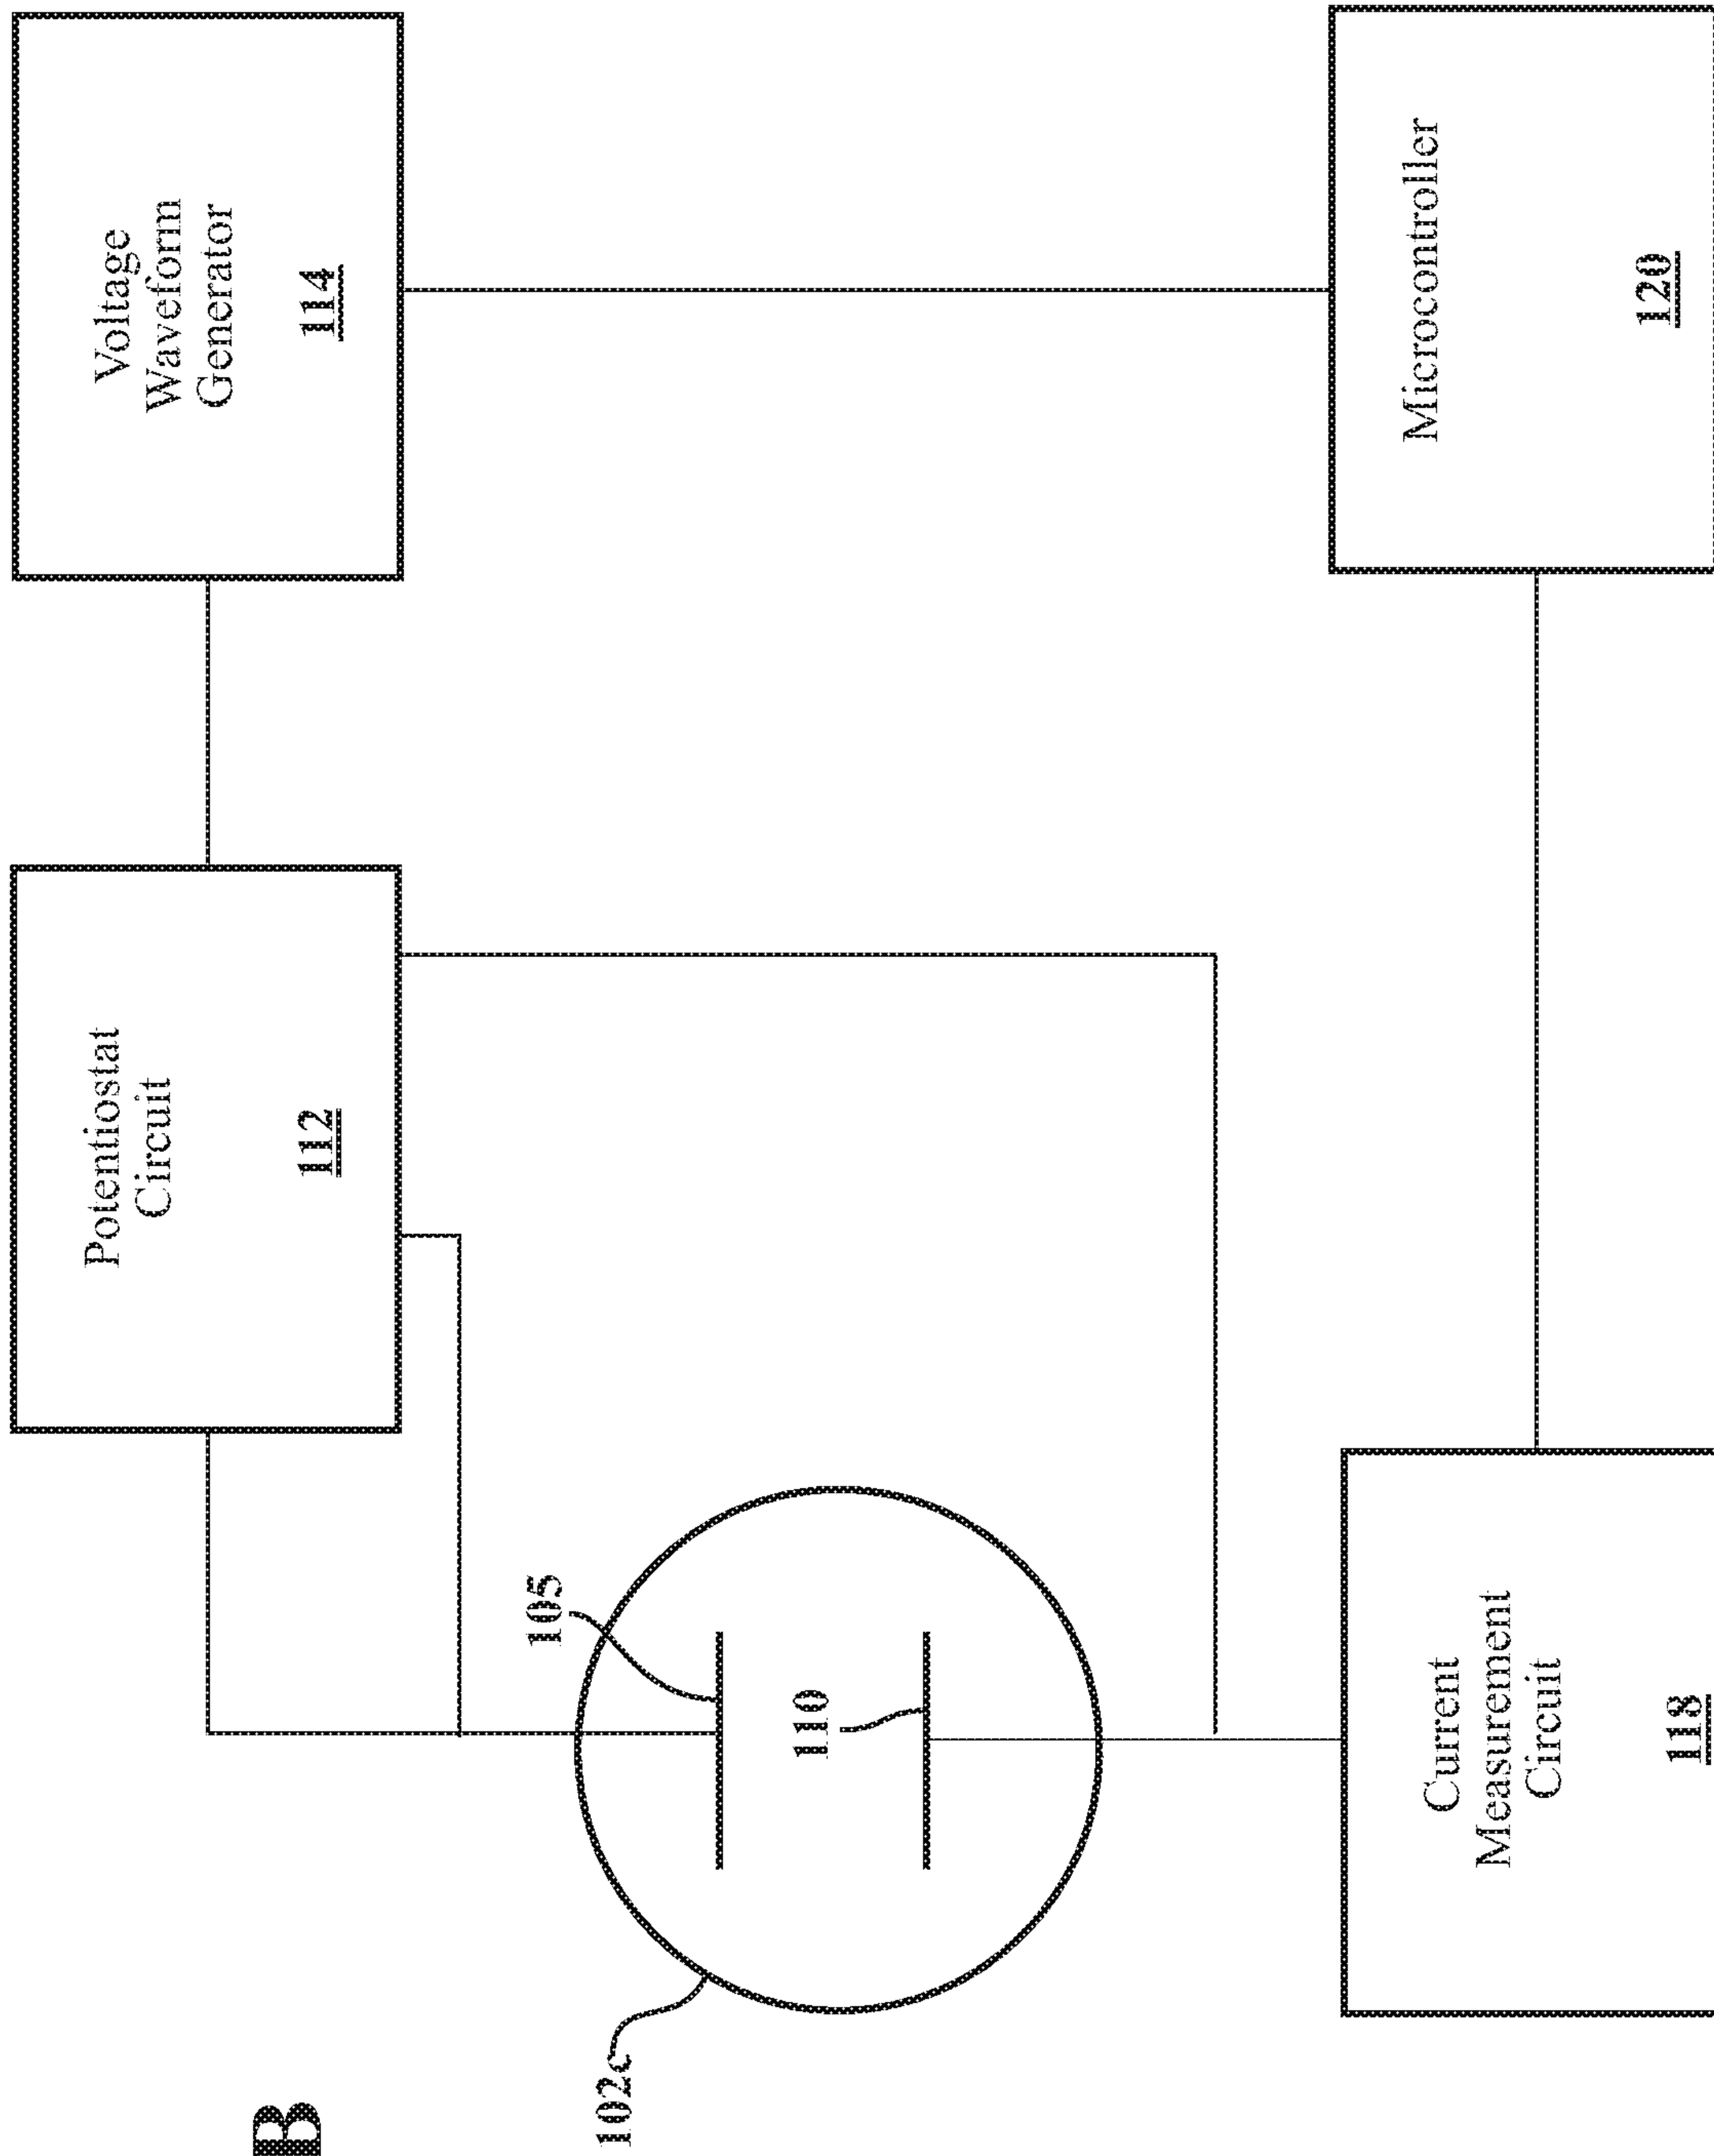 B
102c
105
110
Potentiostat
Circuit
112
Voltage
Waveform
Generator
114
Current
Measurement
Circuit
118
Microcontroller
120